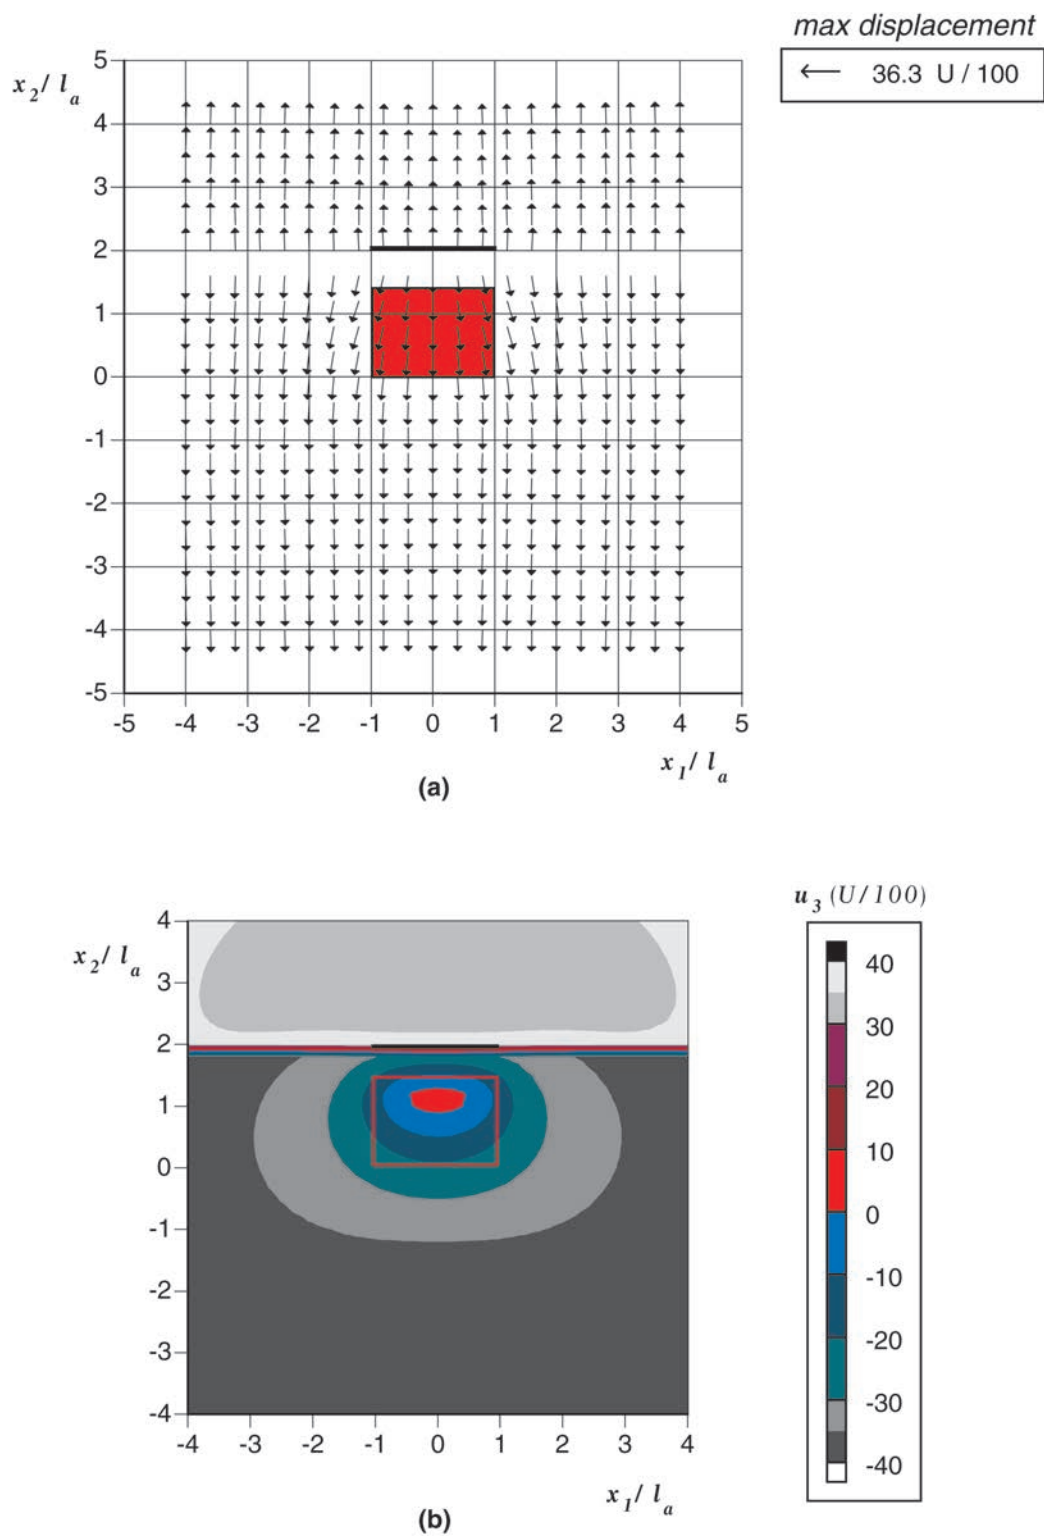 max displacement
← 36.3 U / 100
x2/ la
5
4
3
2
1
0
-1
-2
-3
-4
-5
-5 -4 -3 -2 -1 0 1 2 3 4 5
x1/ la
(a)
u3 (U/100)
x2/ la
4
3
2
1
0
-1
-2
-3
-4
-4 -3 -2 -1 0 1 2 3 4
x1/ la
(b)
40
30
20
10
0
-10
-20
-30
-40